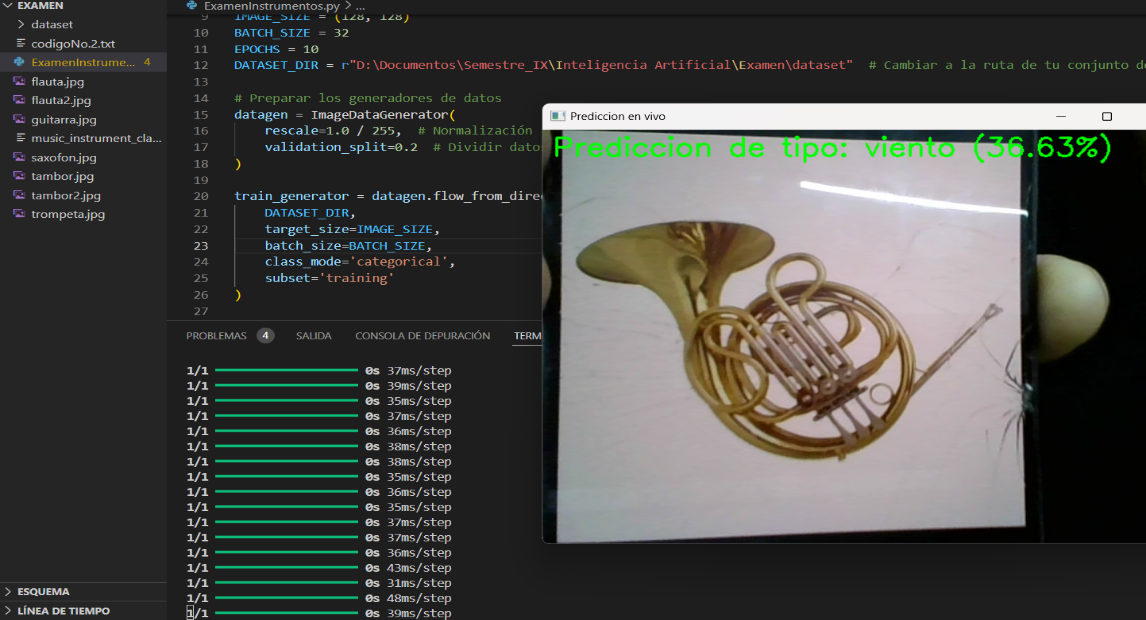 EXAMEN
dataset
codigoNo.2.txt
ExamenInstrume... 4
flauta.jpg
flauta2.jpg
guitarra.jpg
music_instrument_cla...
saxofon.jpg
tambor.jpg
tambor2.jpg
trompeta.jpg
ESQUEMA
LÍNEA DE TIEMPO
ExamenInstrumentos.py > ...
9 IMAGE_SIZE = (128, 128)
10 BATCH_SIZE = 32
11 EPOCHS = 10
12 DATASET_DIR = r"D:\Documentos\Semestre_IX\Inteligencia Artificial\Examen\dataset" # Cambiar a la ruta de tu conjunto de
13
14 # Preparar los generadores de datos
15 datagen = ImageDataGenerator(
16 rescale=1.0 / 255, # Normalización
17 validation_split=0.2 # Dividir datos
18 )
19
20 train_generator = datagen.flow_from_dire
21 DATASET_DIR,
22 target_size=IMAGE_SIZE,
23 batch_size=BATCH_SIZE,
24 class_mode='categorical',
25 subset='training'
26 )
27
PROBLEMAS 4 SALIDA CONSOLA DE DEPURACIÓN TERM
1/1 0s 37ms/step
1/1 0s 39ms/step
1/1 0s 35ms/step
1/1 0s 37ms/step
1/1 0s 36ms/step
1/1 0s 38ms/step
1/1 0s 38ms/step
1/1 0s 35ms/step
1/1 0s 36ms/step
1/1 0s 35ms/step
1/1 0s 37ms/step
1/1 0s 37ms/step
1/1 0s 36ms/step
1/1 0s 43ms/step
1/1 0s 31ms/step
1/1 0s 48ms/step
1/1 0s 39ms/step
Prediccion en vivo
Prediccion de tipo: viento (36.63%)